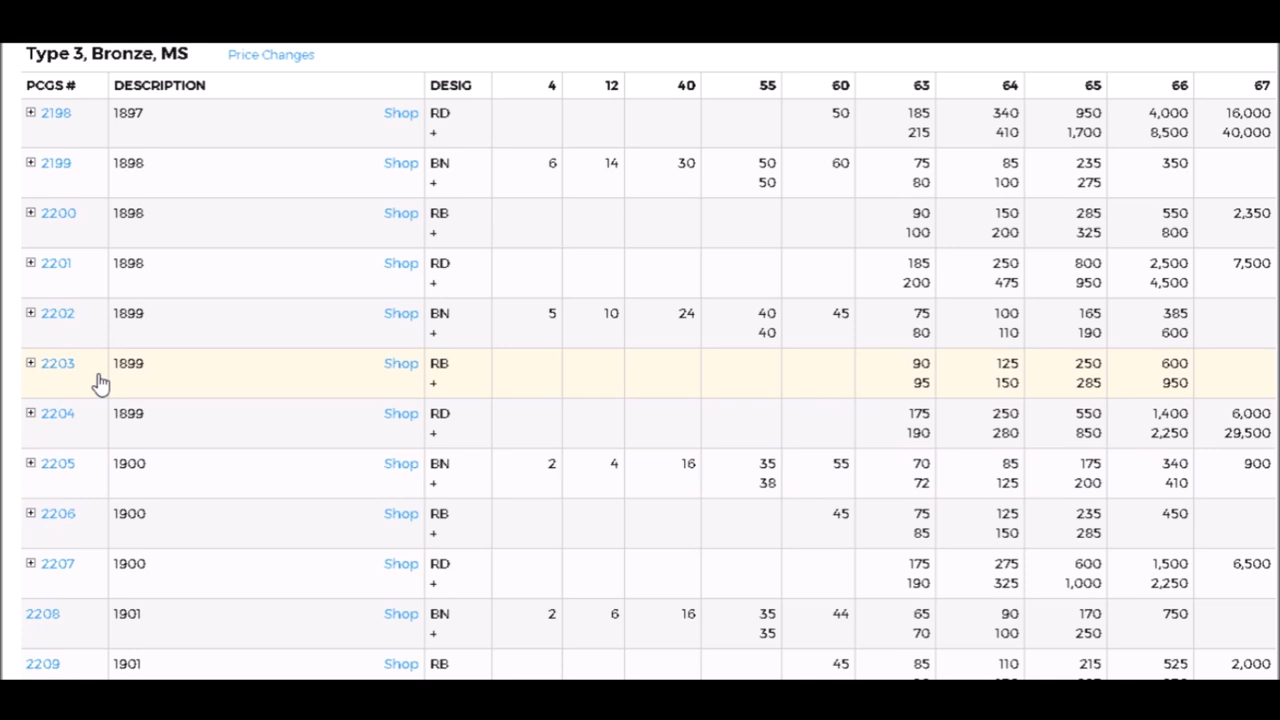 Type 3, Bronze, MS Price Changes
PCGS # DESCRIPTION DESIG 4 12 40 55 60 63 64 65 66 67
2198 1897 Shop RD 50 185 340 950 4,000 16,000
+ 215 410 1,700 8,500 40,000
2199 1898 Shop BN 6 14 30 50 60 75 85 235 350
+ 50 80 100 275
2200 1898 Shop RB 90 150 285 550 2,350
+ 100 200 325 800
2201 1898 Shop RD 185 250 800 2,500 7,500
+ 200 475 950 4,500
2202 1899 Shop BN 5 10 24 40 45 75 100 165 385
+ 40 80 110 190 600
2203 1899 Shop RB 90 125 250 600
+ 95 150 285 950
2204 1899 Shop RD 175 250 550 1,400 6,000
+ 190 280 850 2,250 29,500
2205 1900 Shop BN 2 4 16 35 55 70 85 175 340 900
+ 38 72 125 200 410
2206 1900 Shop RB 45 75 125 235 450
+ 85 150 285
2207 1900 Shop RD 175 275 600 1,500 6,500
+ 190 325 1,000 2,250
2208 1901 Shop BN 2 6 16 35 44 65 90 170 750
+ 35 70 100 250
2209 1901 Shop RB 45 85 110 215 525 2,000